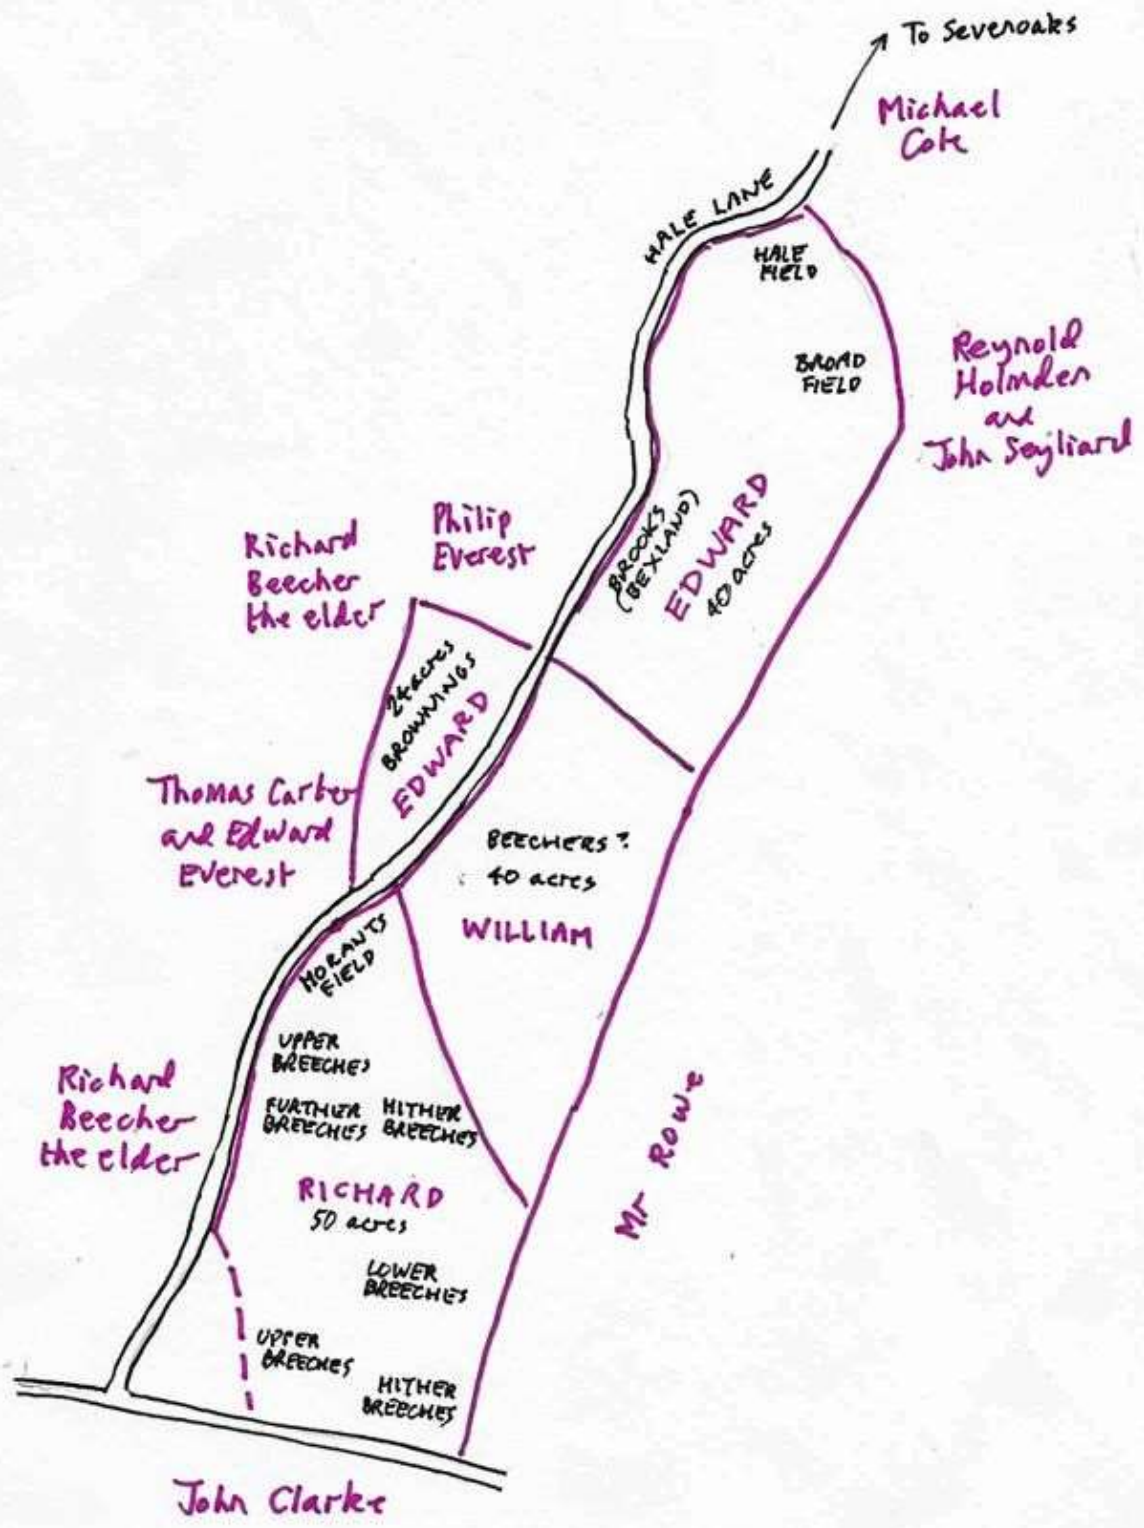 To Sevenoaks
Michael
Cole
HALE LANE
HALE
FIELD
BROAD
FIELD
Reynold
Holmden
and
John Seyliard
Philip
Everest
Richard
Beecher
the elder
BROOKS
(BEXLAND)
EDWARD
40 acres
24 acres
BROWNINGS
EDWARD
Thomas Carter
and Edward
Everest
BEECHERS?
40 acres
WILLIAM
MORANTS
FIELD
UPPER
BREECHES
FURTHER
BREECHES
HITHER
BREECHES
Richard
Beecher
the elder
RICHARD
50 acres
Mr Rowe
LOWER
BREECHES
UPPER
BREECHES
HITHER
BREECHES
John Clarke